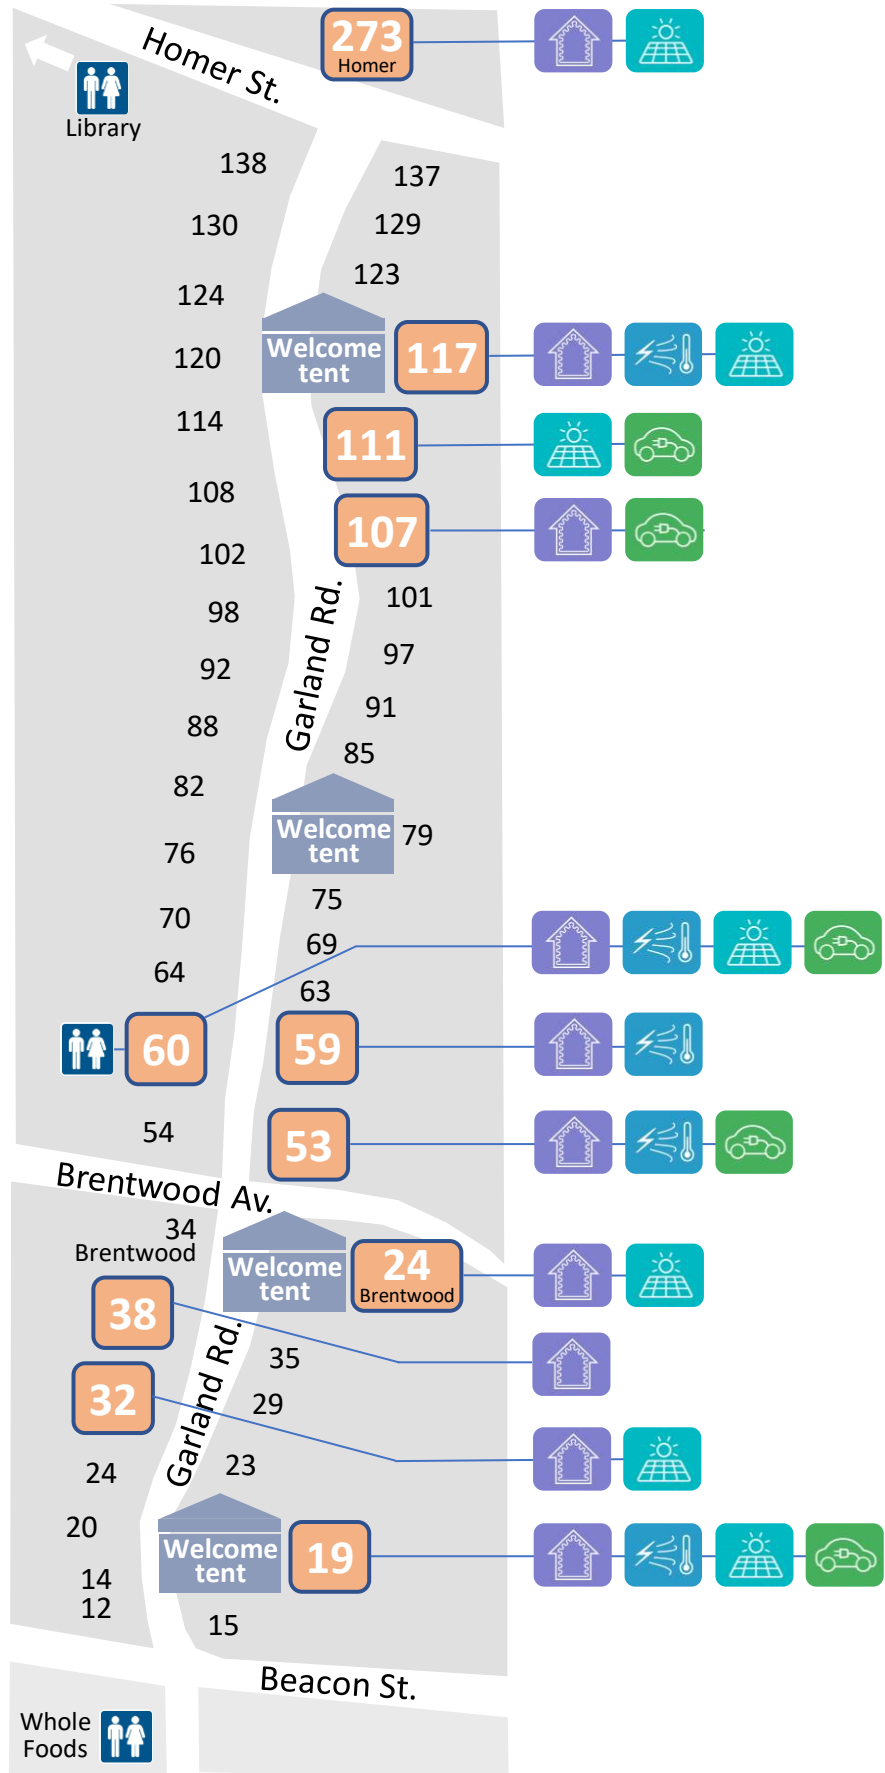 273
Homer
Homer St.
Library
138
137
130
129
123
124
Welcome
tent
117
120
114
111
108
107
102
101
98
Garland Rd.
97
92
91
88
85
82
Welcome
tent
79
76
75
70
69
64
63
60
59
54
53
Brentwood Av.
34
Brentwood
Welcome
tent
24
Brentwood
38
Garland Rd.
35
32
29
24
23
20
Welcome
tent
19
14
12
15
Beacon St.
Whole
Foods